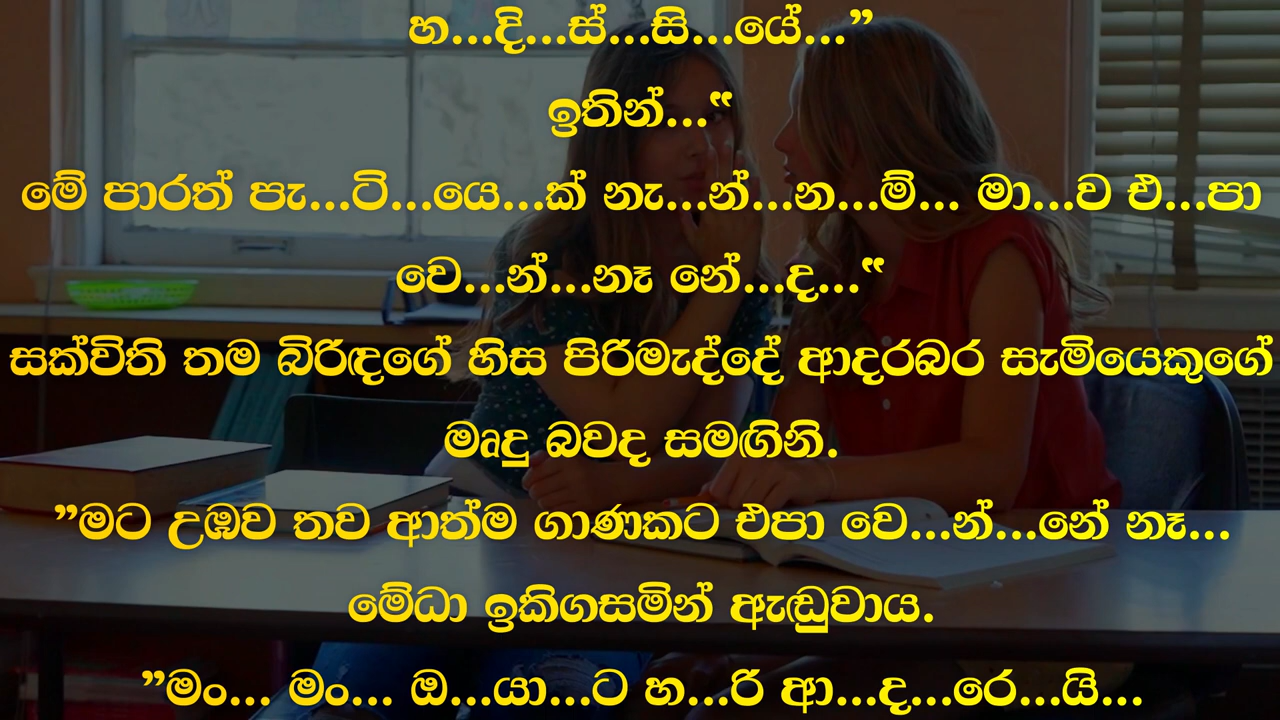 හ...දි...ස්...සි...යේ...”
ඉතින්...“
මේ පාරත් පැ...ටි...යෙ...ක් නැ...න්...න...ම්... මා...ව එ...පා
වෙ...න්...නෑ නේ...ද...“
සක්විති තම බිරිඳගේ හිස පිරිමැද්දේ ආදරබර සැමියෙකුගේ
මෘදු බවද සමඟිනි.
”මට උඹව තව ආත්ම ගාණකට එපා වෙ...න්...නේ නෑ...
මේධා ඉකිගසමින් ඇඬුවාය.
”මං... මං... ඔ...යා...ට හ...රි ආ...ද...රෙ...යි...